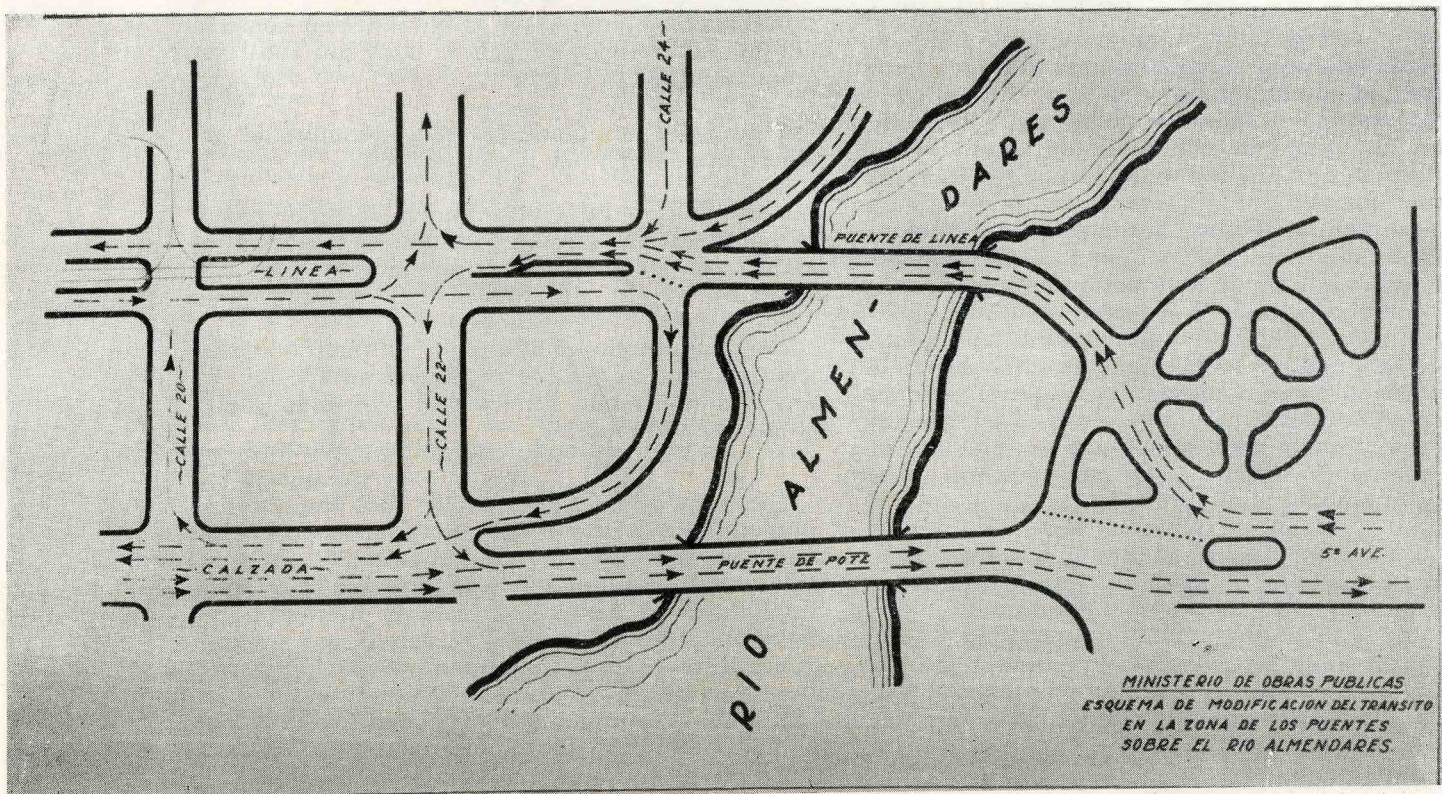 ~CALLE 24~
DARES
PUENTE DE LINEA
~LINEA~
ALMEN-
~CALLE 20~
~CALLE 22~
5ª AVE.
~CALZADA~
PUENTE DE POTE
RIO
MINISTERIO DE OBRAS PUBLICAS
ESQUEMA DE MODIFICACION DEL TRANSITO
EN LA ZONA DE LOS PUENTES
SOBRE EL RIO ALMENDARES.